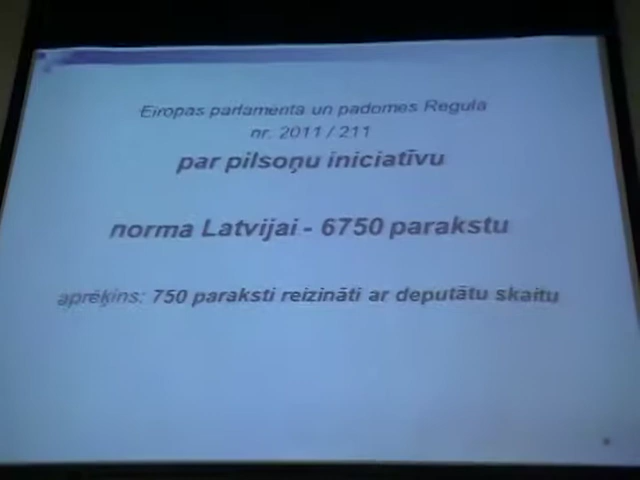 Eiropas parlamenta un padomes Regula
nr. 2011 / 211
par pilsoņu iniciatīvu
norma Latvijai - 6750 parakstu
aprēķins: 750 paraksti reizināti ar deputātu skaitu